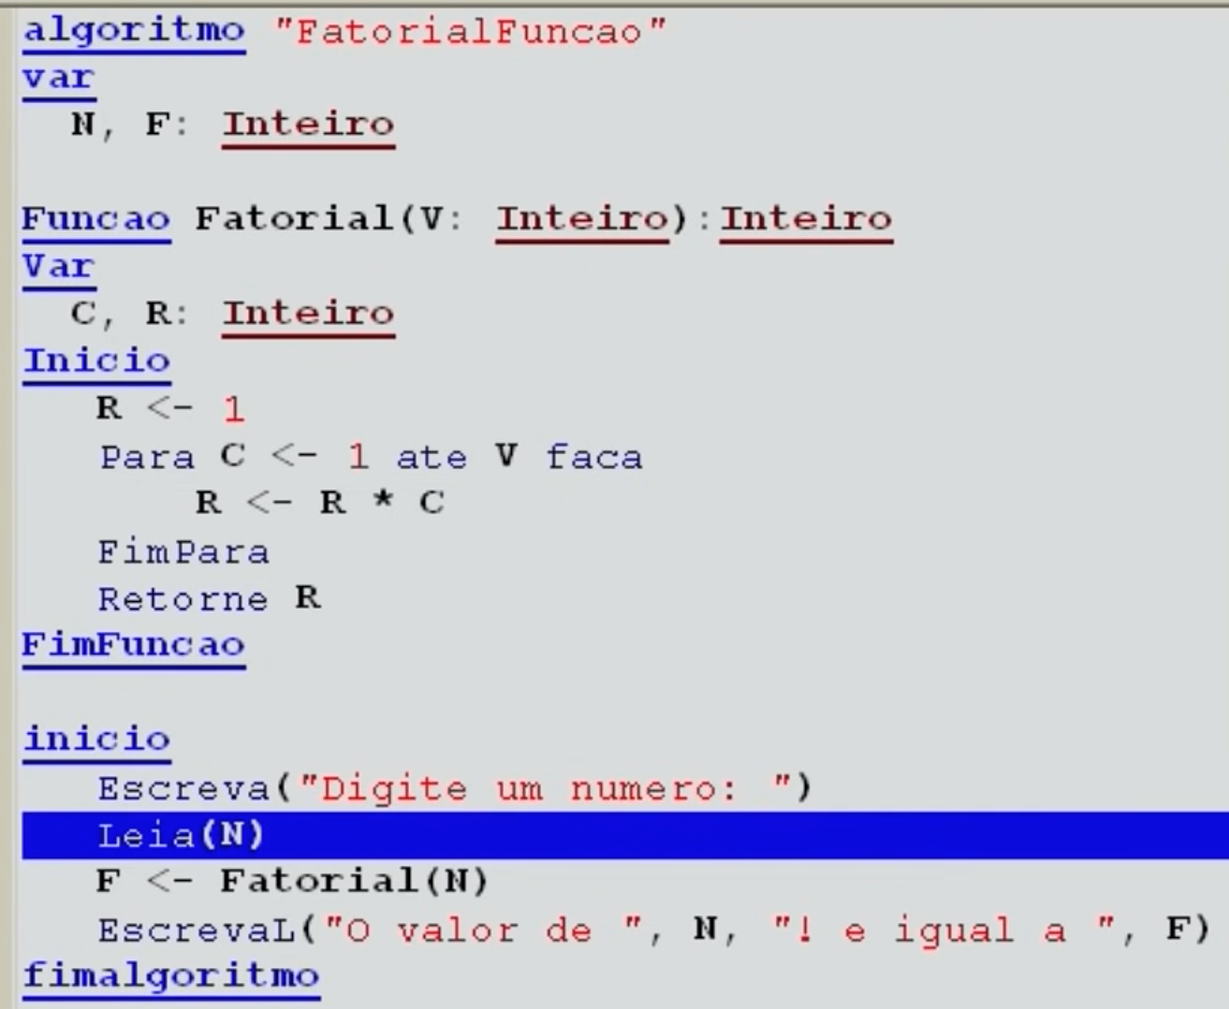 algoritmo "FatorialFuncao"
var
N, F: Inteiro
Funcao Fatorial(V: Inteiro):Inteiro
Var
C, R: Inteiro
Inicio
R <- 1
Para C <- 1 ate V faca
R <- R * C
FimPara
Retorne R
FimFuncao
inicio
Escreva("Digite um numero: ")
Leia(N)
F <- Fatorial(N)
EscrevaL("O valor de ", N, "! e igual a ", F)
fimalgoritmo